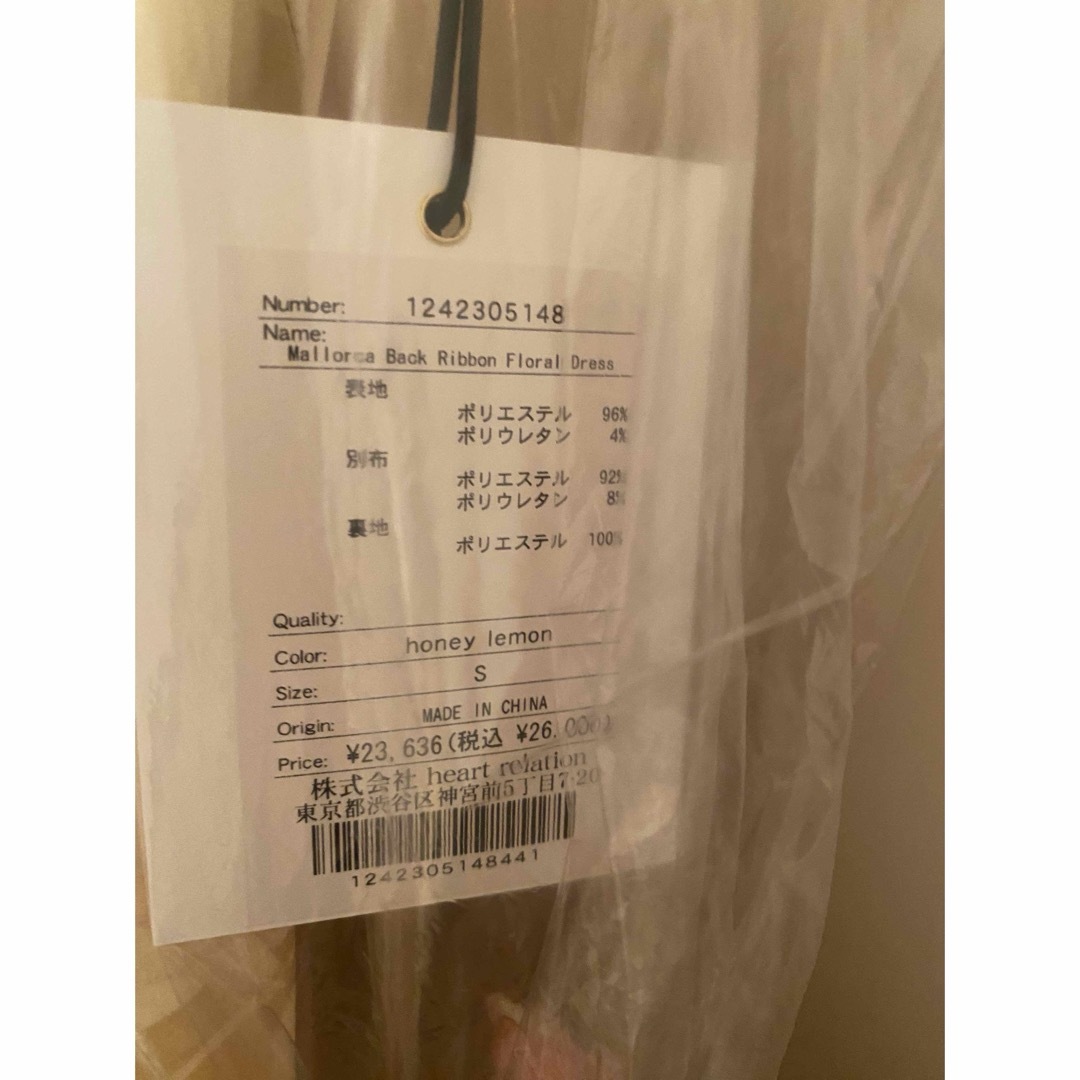 Number: 1242305148
Name:
Mallorca Back Ribbon Floral Dress
表地
ポリエステル 96%
ポリウレタン 4%
別布
ポリエステル 92%
ポリウレタン 8%
裏地
ポリエステル 100%
Quality:
Color: honey lemon
Size: S
Origin: MADE IN CHINA
Price: ¥23,636(税込 ¥26,000)
株式会社 heart relation
東京都渋谷区神宮前5丁目7-20
1242305148441